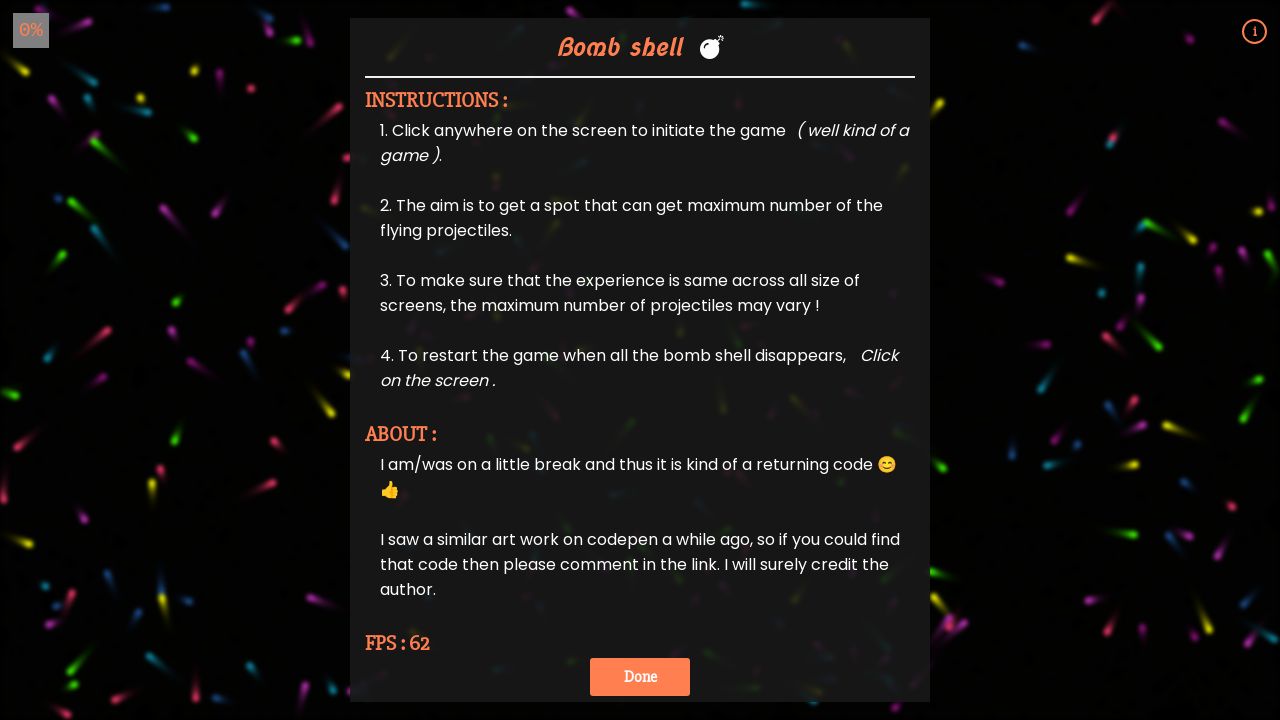 0%
i
Bomb shell 💣
INSTRUCTIONS :
1. Click anywhere on the screen to initiate the game ( well kind of a
game ).
2. The aim is to get a spot that can get maximum number of the
flying projectiles.
3. To make sure that the experience is same across all size of
screens, the maximum number of projectiles may vary !
4. To restart the game when all the bomb shell disappears, Click
on the screen .
ABOUT :
I am/was on a little break and thus it is kind of a returning code 😊
👍
I saw a similar art work on codepen a while ago, so if you could find
that code then please comment in the link. I will surely credit the
author.
FPS : 62
Done